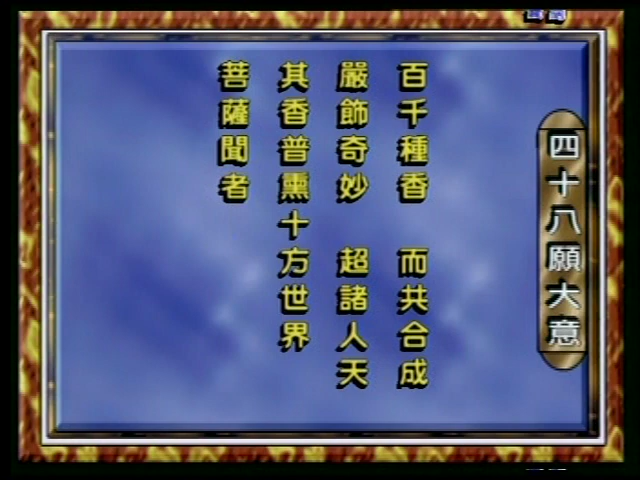 四十八願大意
百千種香　而共合成
嚴飾奇妙　超諸人天
其香普熏十方世界
菩薩聞者